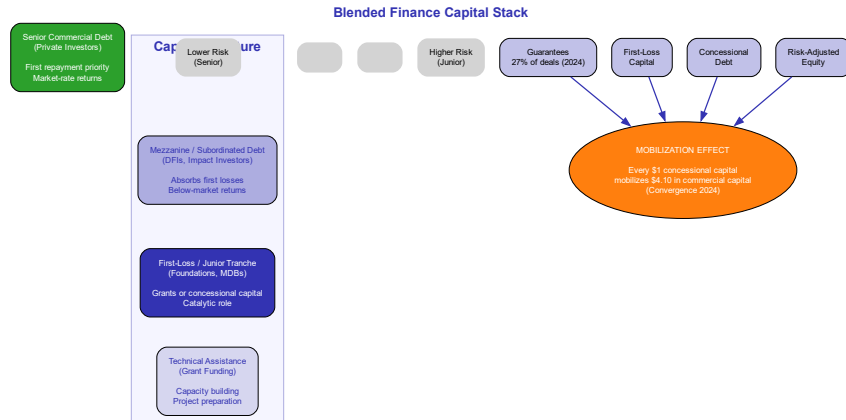 Blended Finance Capital Stack
Senior Commercial Debt
(Private Investors)
First repayment priority
Market-rate returns
Lower Risk
(Senior)
Higher Risk
(Junior)
Guarantees
27% of deals (2024)
First-Loss
Capital
Concessional
Debt
Risk-Adjusted
Equity
Mezzanine / Subordinated Debt
(DFIs, Impact Investors)
Absorbs first losses
Below-market returns
MOBILIZATION EFFECT
Every $1 concessional capital
mobilizes $4.10 in commercial capital
(Convergence 2024)
First-Loss / Junior Tranche
(Foundations, MDBs)
Grants or concessional capital
Catalytic role
Technical Assistance
(Grant Funding)
Capacity building
Project preparation